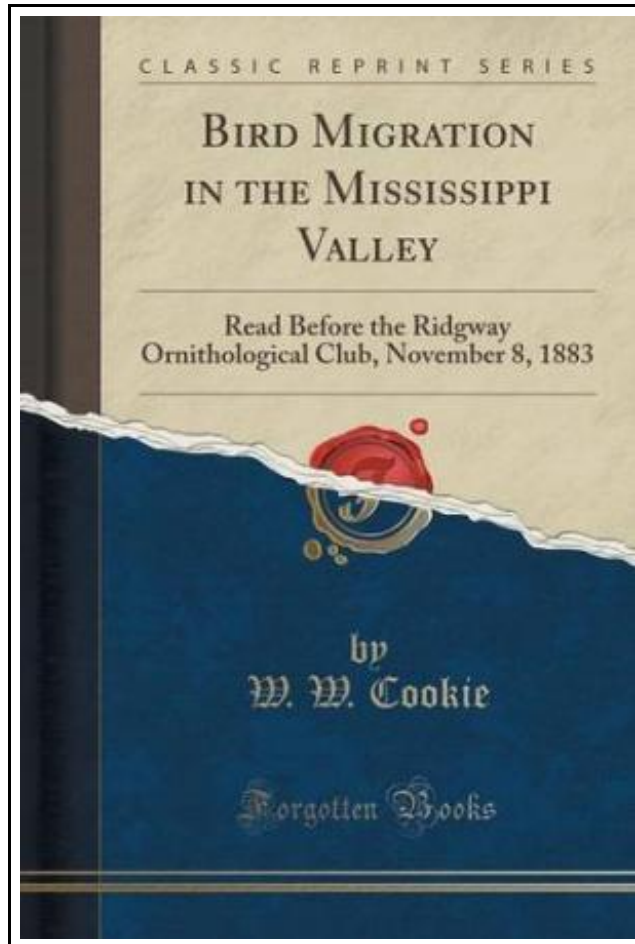 CLASSIC REPRINT SERIES
BIRD MIGRATION
IN THE MISSISSIPPI
VALLEY
Read Before the Ridgway
Ornithological Club, November 8, 1883
by
W. W. Cookie
Forgotten Books